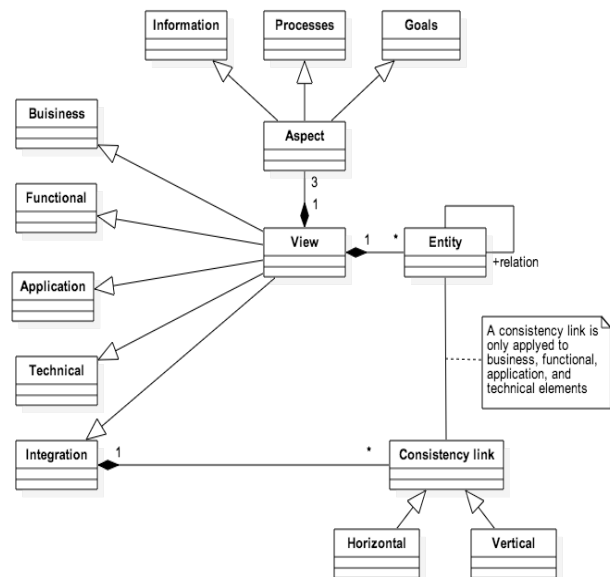 Information
Processes
Goals
Buisiness
Aspect
3
1
Functional
View
1
*
Entity
+relation
Application
A consistency link is
only applyed to
business, functional,
application, and
technical elements
Technical
Integration
1
*
Consistency link
Horizontal
Vertical